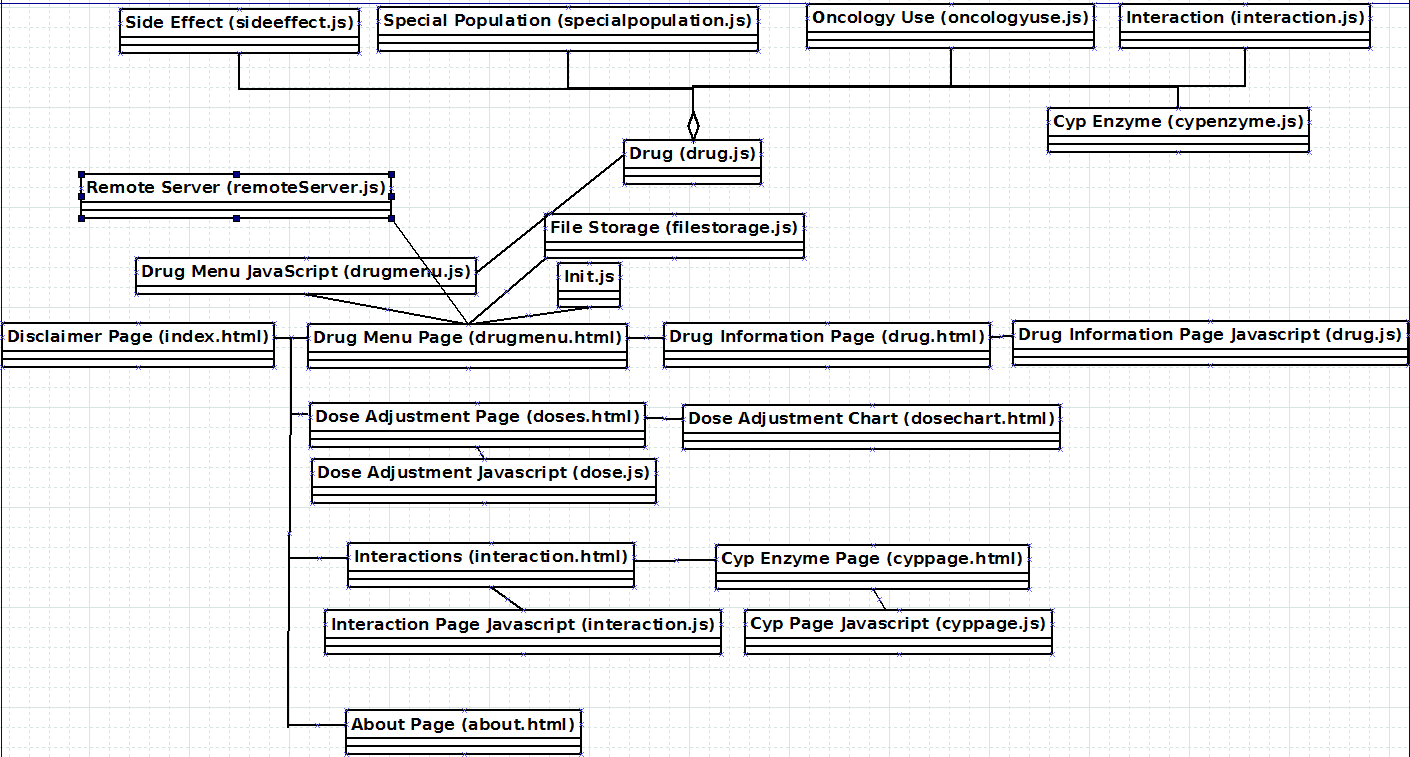 Side Effect (sideeffect.js)
Special Population (specialpopulation.js)
Oncology Use (oncologyuse.js)
Interaction (interaction.js)
Cyp Enzyme (cypenzyme.js)
Drug (drug.js)
Remote Server (remoteServer.js)
File Storage (filestorage.js)
Drug Menu JavaScript (drugmenu.js)
Init.js
Disclaimer Page (index.html)
Drug Menu Page (drugmenu.html)
Drug Information Page (drug.html)
Drug Information Page Javascript (drug.js)
Dose Adjustment Page (doses.html)
Dose Adjustment Chart (dosechart.html)
Dose Adjustment Javascript (dose.js)
Interactions (interaction.html)
Cyp Enzyme Page (cyppage.html)
Interaction Page Javascript (interaction.js)
Cyp Page Javascript (cyppage.js)
About Page (about.html)